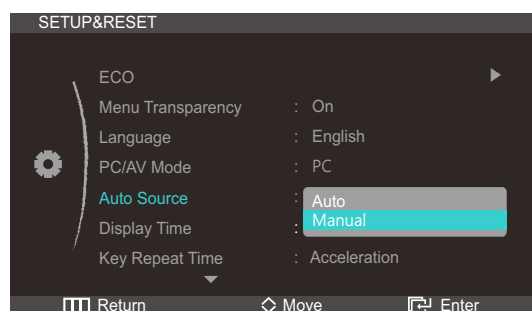 SETUP&RESET
ECO
Menu Transparency : On
Language : English
PC/AV Mode : PC
Auto Source : Auto
Manual
Display Time :
Key Repeat Time : Acceleration
Return Move Enter